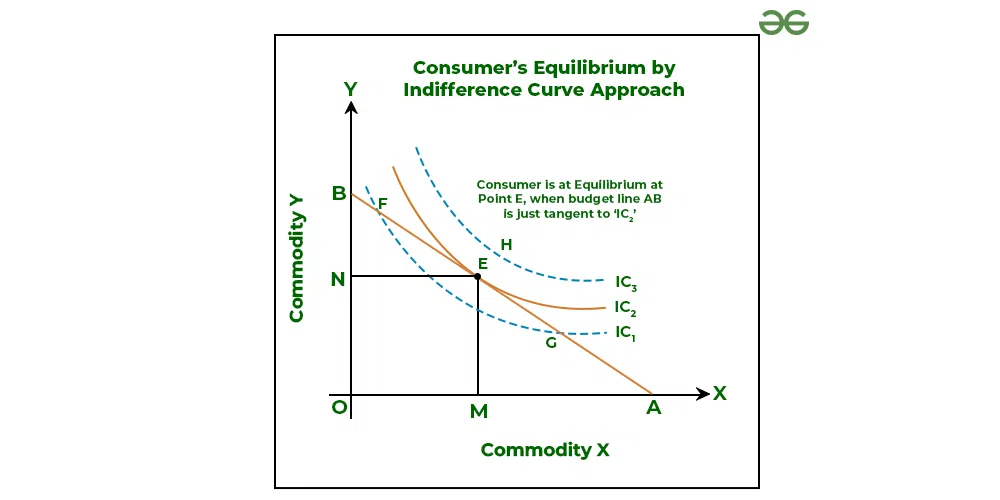 Consumer’s Equilibrium by
Indifference Curve Approach
Y
Consumer is at Equilibrium at
Point E, when budget line AB
is just tangent to ‘IC₂’
B
F
H
E
N
IC₃
IC₂
IC₁
G
Commodity Y
O
M
A
X
Commodity X